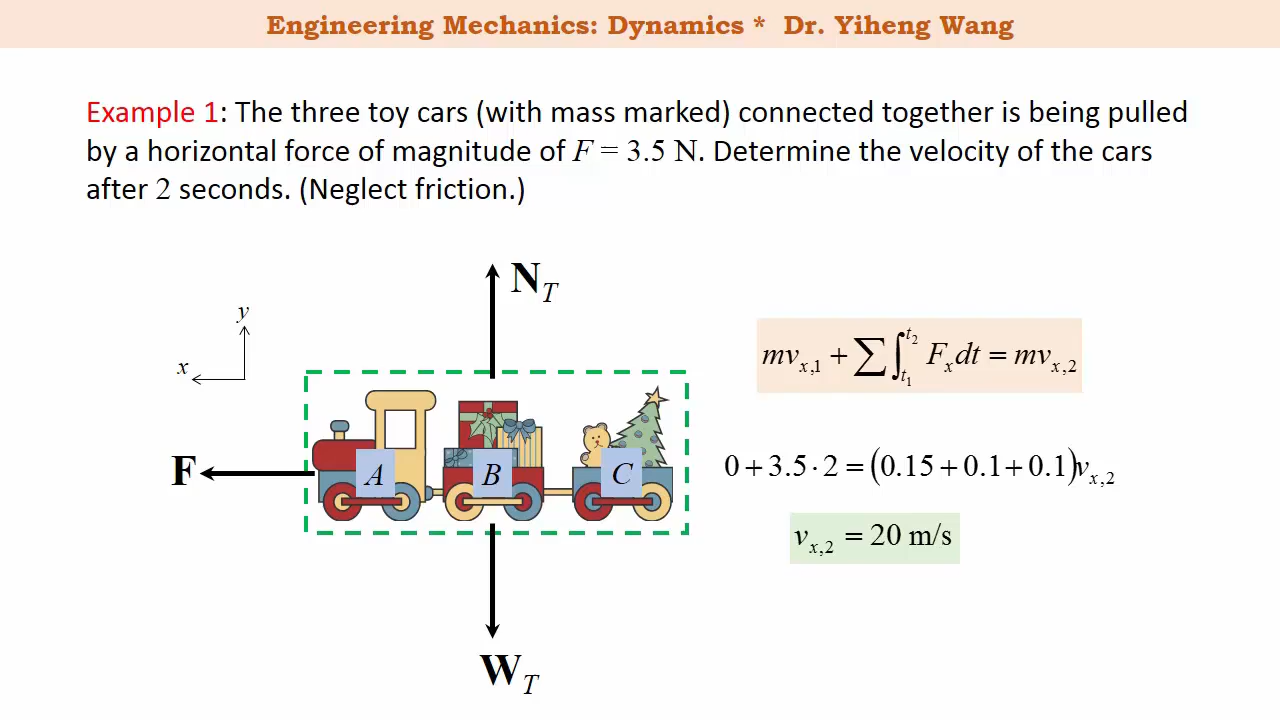 Engineering Mechanics: Dynamics * Dr. Yiheng Wang
Example 1: The three toy cars (with mass marked) connected together is being pulled
by a horizontal force of magnitude of F = 3.5 N. Determine the velocity of the cars
after 2 seconds. (Neglect friction.)
N_T
y
x
mv_{x,1} + ∑ ∫_{t_1}^{t_2} F_x dt = mv_{x,2}
F
A
B
C
0 + 3.5 · 2 = (0.15 + 0.1 + 0.1)v_{x,2}
v_{x,2} = 20 m/s
W_T